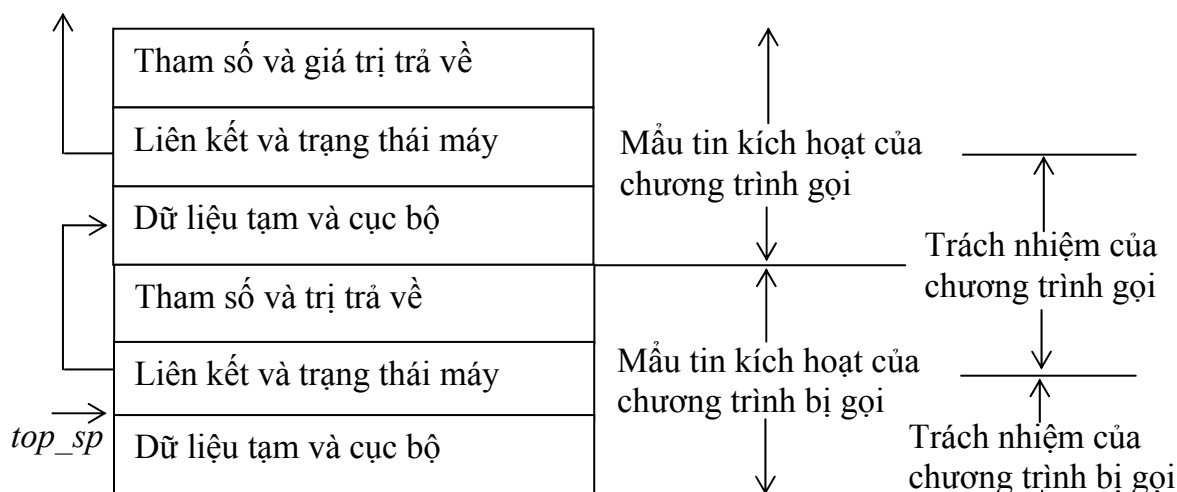 Tham số và giá trị trả về
Liên kết và trạng thái máy
Dữ liệu tạm và cục bộ
Tham số và trị trả về
Liên kết và trạng thái máy
top_sp
Dữ liệu tạm và cục bộ
Mẩu tin kích hoạt của
chương trình gọi
Mẩu tin kích hoạt của
chương trình bị gọi
Trách nhiệm của
chương trình gọi
Trách nhiệm của
chương trình bị gọi